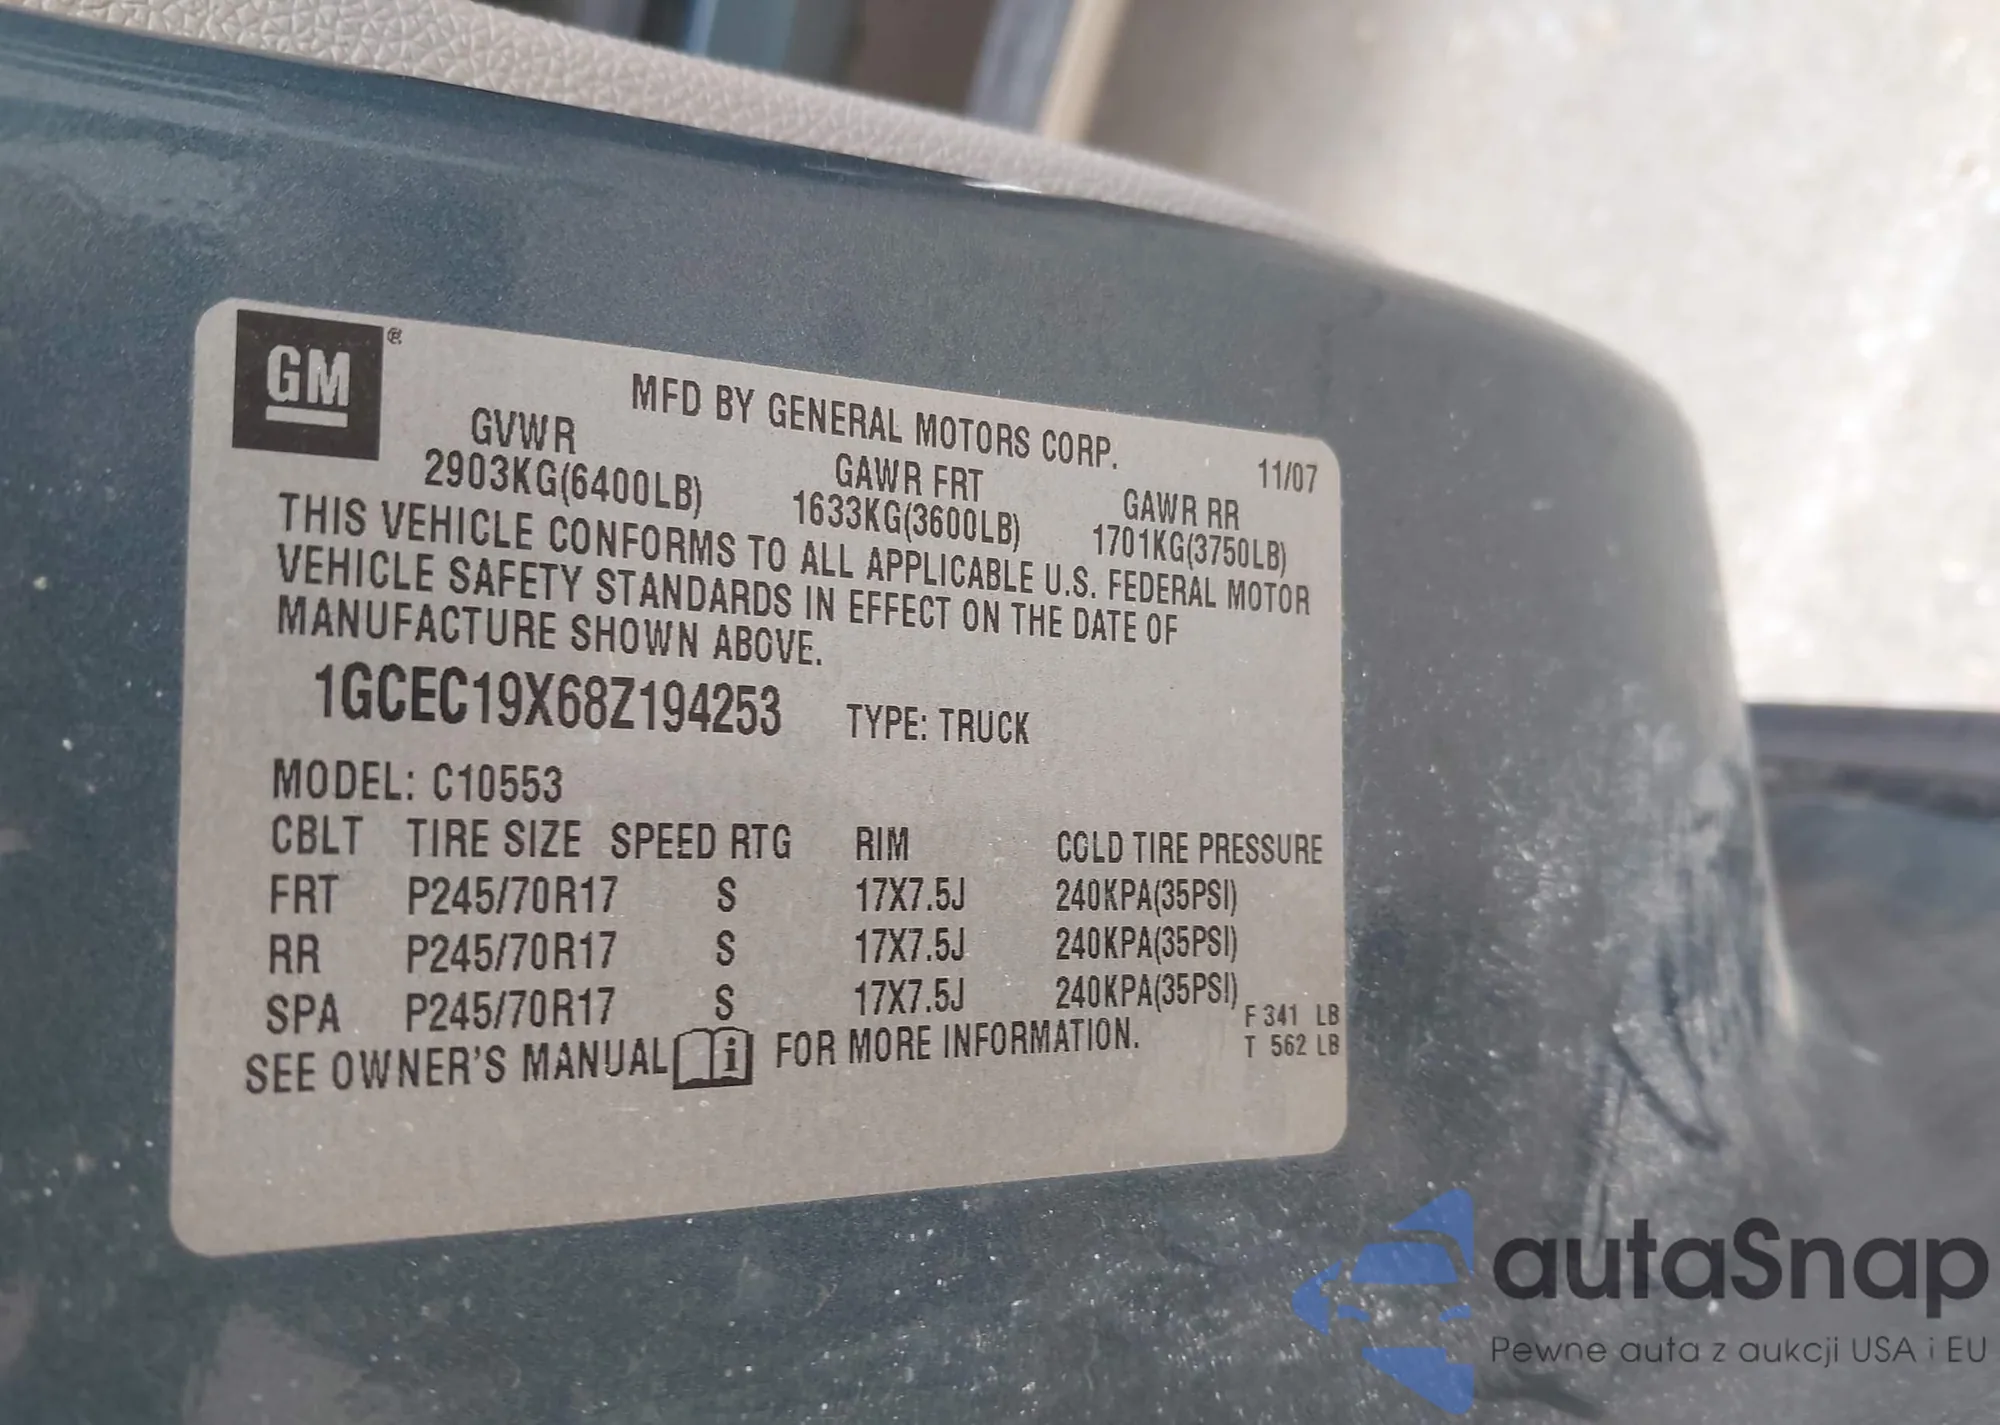 GM®
MFD BY GENERAL MOTORS CORP.
11/07
GVWR GAWR FRT GAWR RR
2903KG(6400LB) 1633KG(3600LB) 1701KG(3750LB)
THIS VEHICLE CONFORMS TO ALL APPLICABLE U.S. FEDERAL MOTOR
VEHICLE SAFETY STANDARDS IN EFFECT ON THE DATE OF
MANUFACTURE SHOWN ABOVE.
1GCEC19X68Z194253 TYPE: TRUCK
MODEL: C10553
CBLT TIRE SIZE SPEED RTG RIM COLD TIRE PRESSURE
FRT P245/70R17 S 17X7.5J 240KPA(35PSI)
RR P245/70R17 S 17X7.5J 240KPA(35PSI)
SPA P245/70R17 S 17X7.5J 240KPA(35PSI)
F 341 LB
T 562 LB
SEE OWNER'S MANUAL i FOR MORE INFORMATION.
autaSnap
Pewne auta z aukcji USA i EU